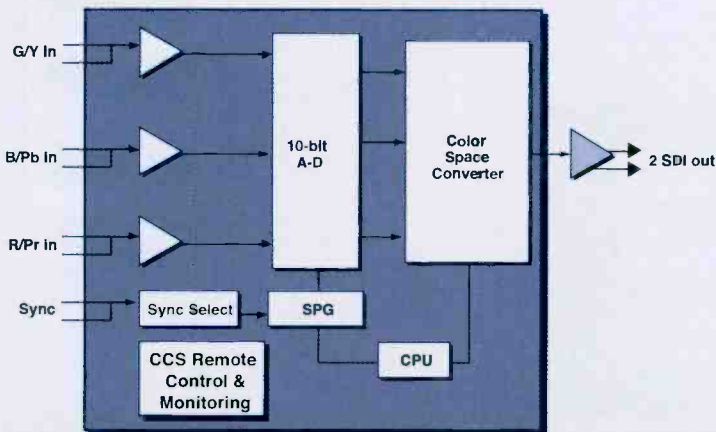 G/Y In
B/Pb In
R/Pr in
Sync
10-bit
A-D
Color
Space
Converter
2 SDI out
Sync Select
SPG
CPU
CCS Remote
Control &
Monitoring